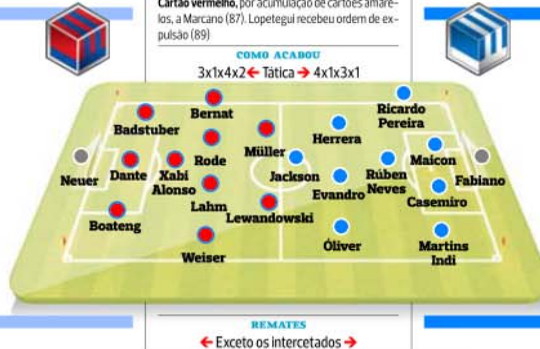 Cartão vermelho, por acumulação de cartões amare-
los, a Marcano (87). Lopetegui recebeu ordem de ex-
pulsão (89)
COMO ACABOU
3x1x4x2 ← Tática → 4x1x3x1
Ricardo
Pereira
Bernat
Badstuber
Herrera
Müller
Rode
Maicon
Jackson
Neuer
Dante
Xabi
Alonso
Rúben
Neves
Fabiano
Evandro
Casemiro
Lahm
Lewandowski
Boateng
Óliver
Martins
Indi
Weiser
REMATES
← Exceto os intercetados →